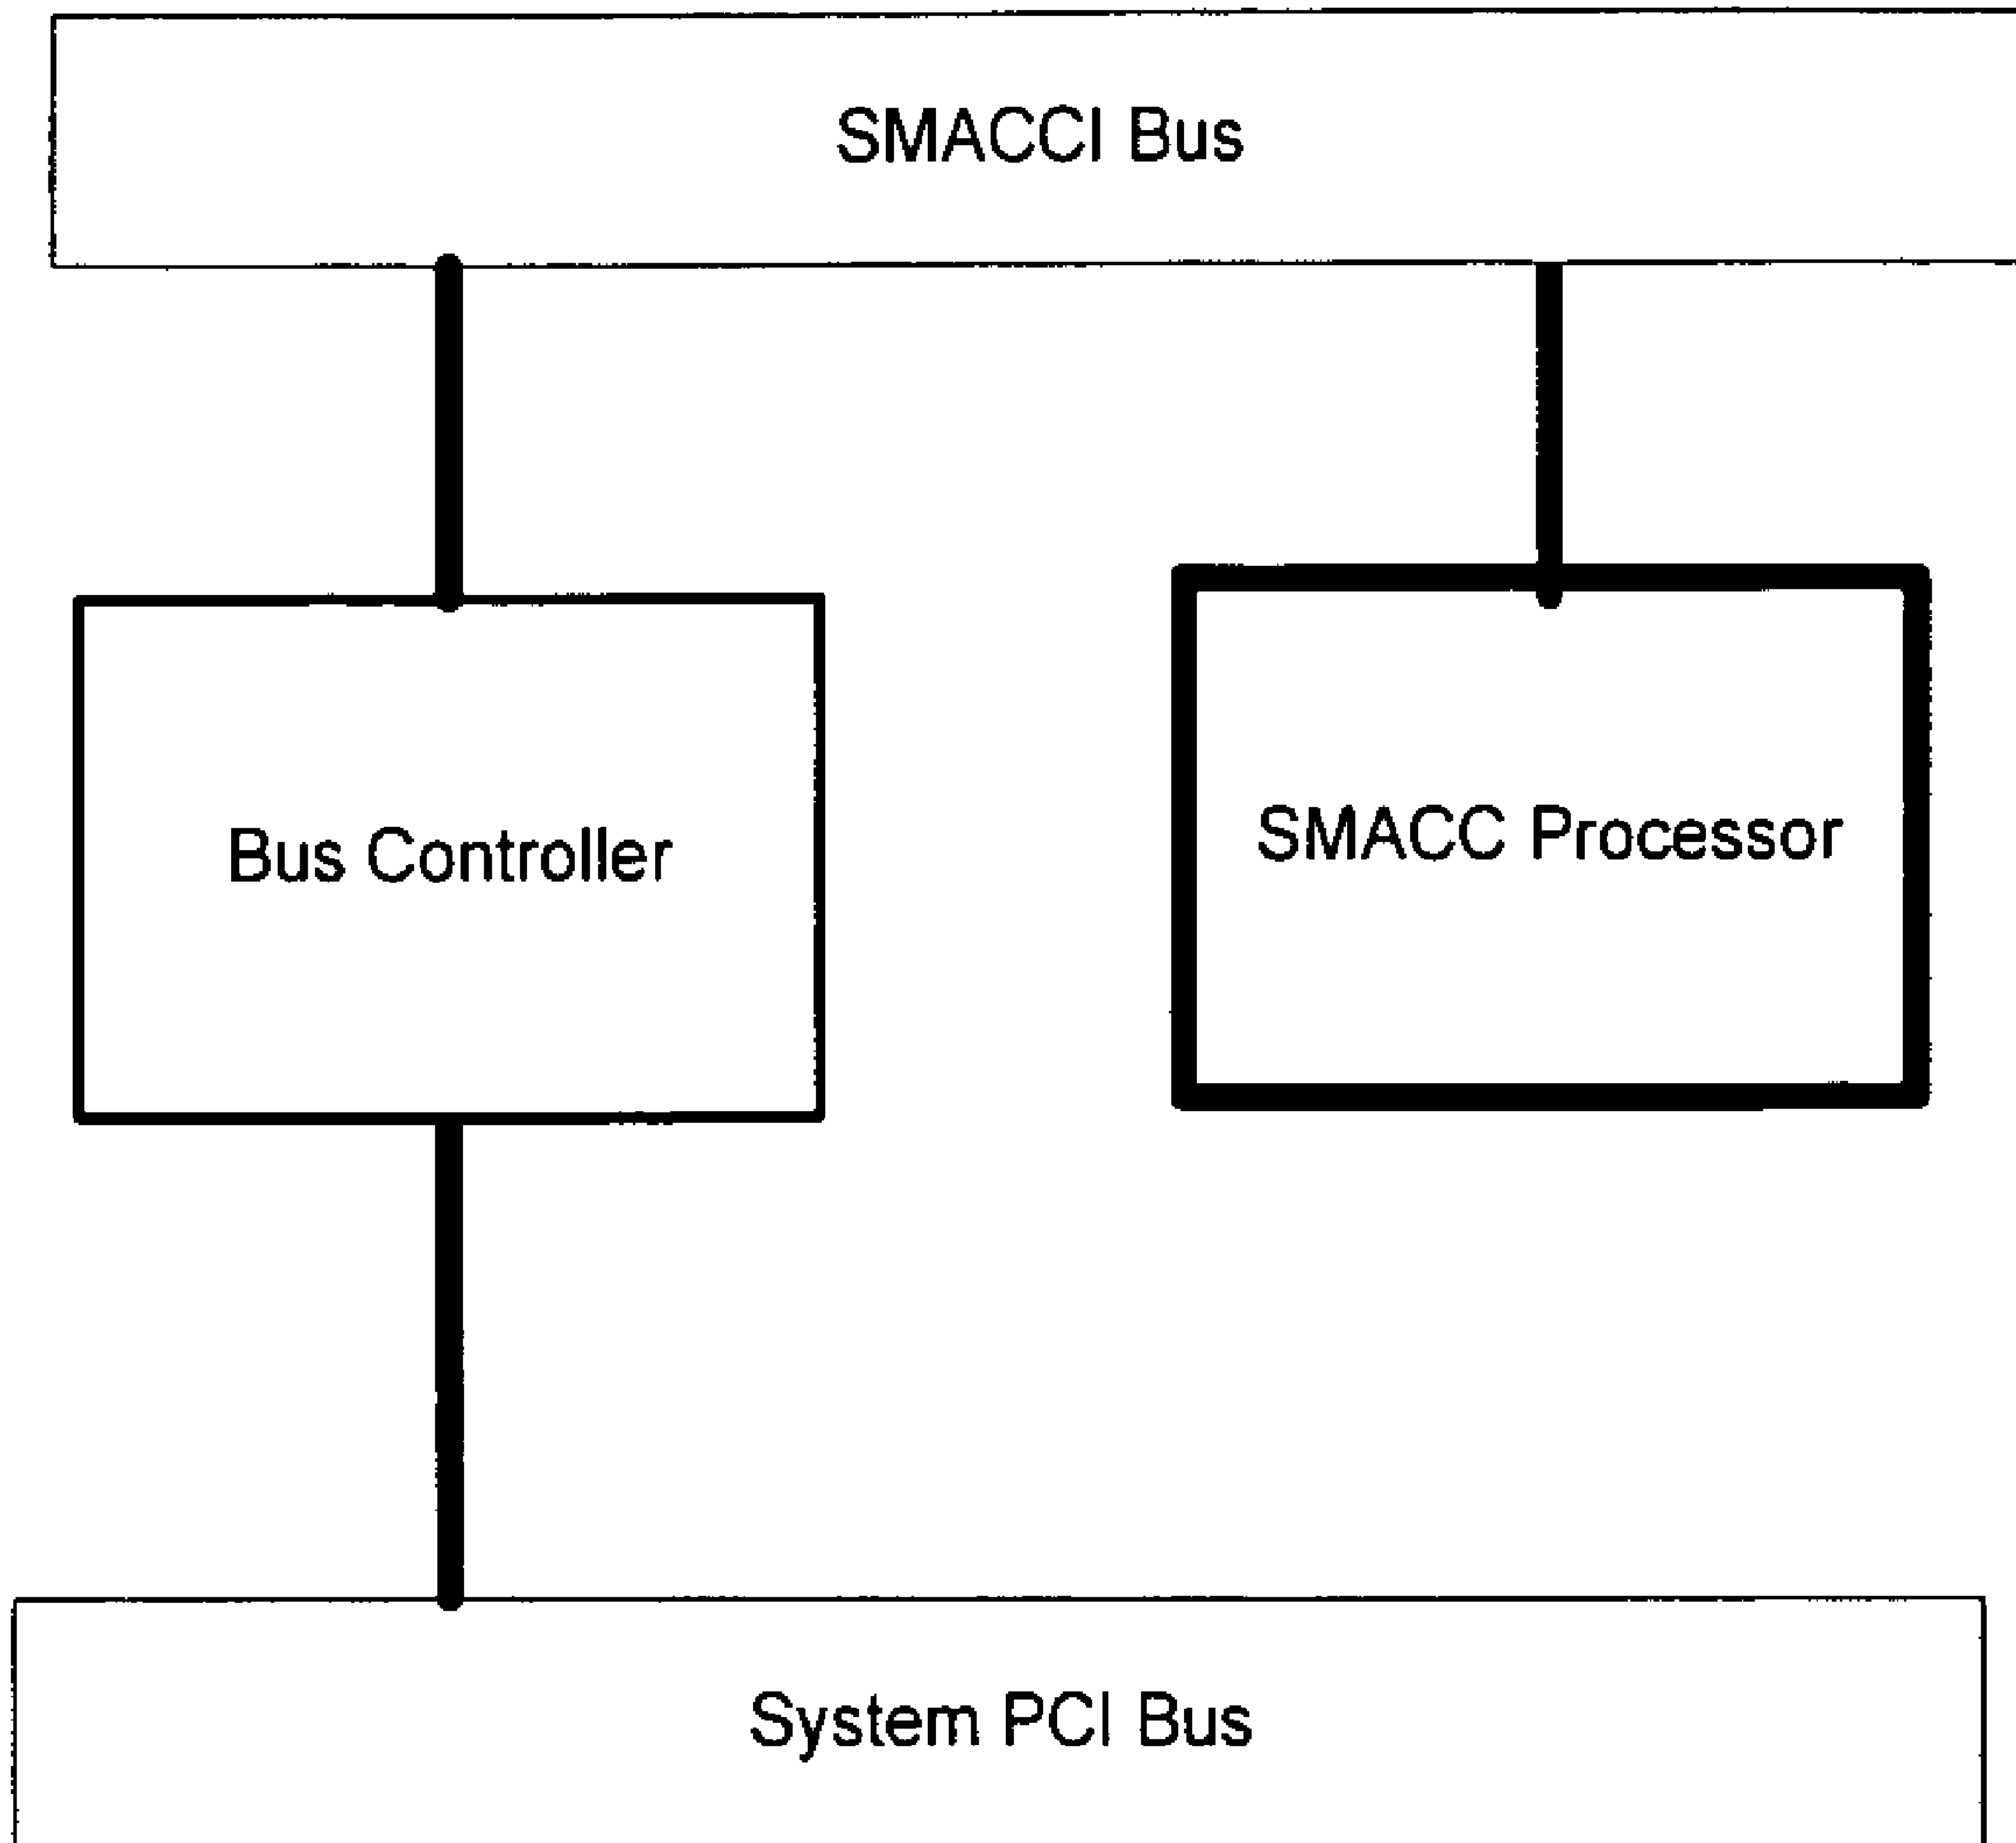 SMACCI Bus
Bus Controller
SMACC Processor
System PCI Bus